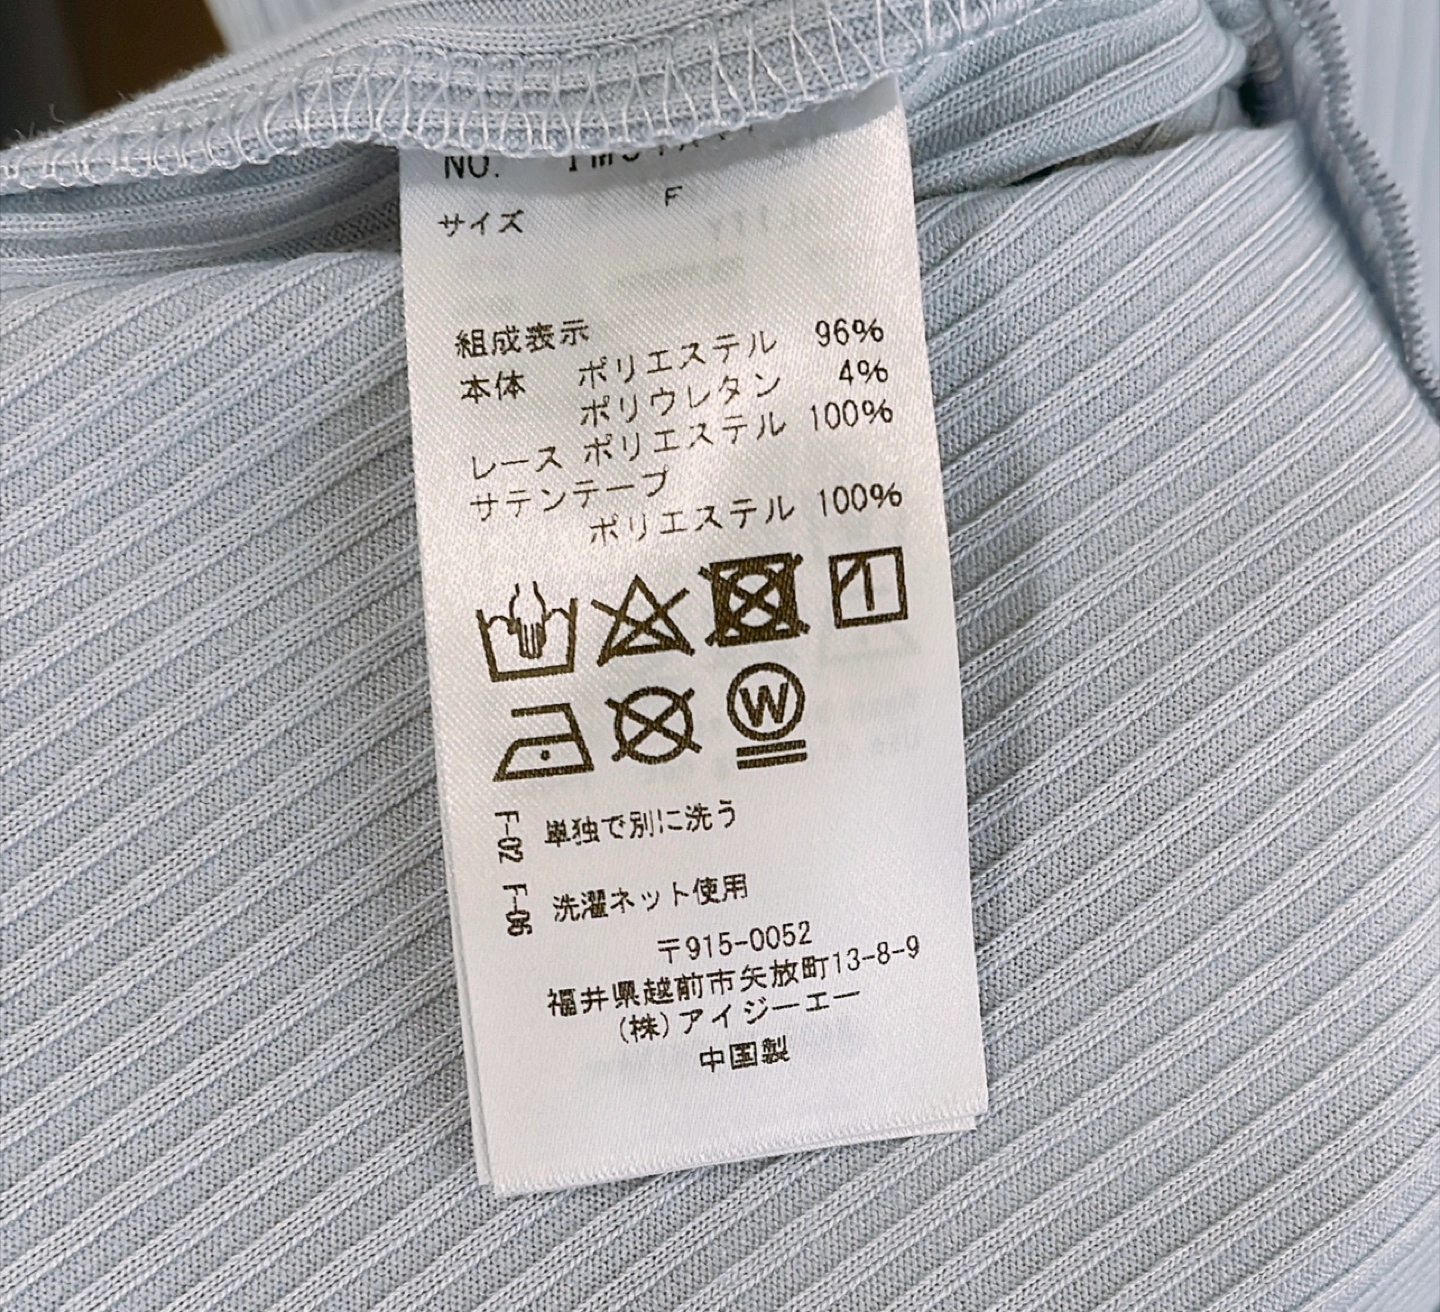 NO.
サイズ F
組成表示
本体 ポリエステル 96%
ポリウレタン 4%
レース ポリエステル 100%
サテンテープ
ポリエステル 100%
W
F-02 単独で別に洗う
F-06 洗濯ネット使用
〒915-0052
福井県越前市矢放町13-8-9
(株)アイジーエー
中国製